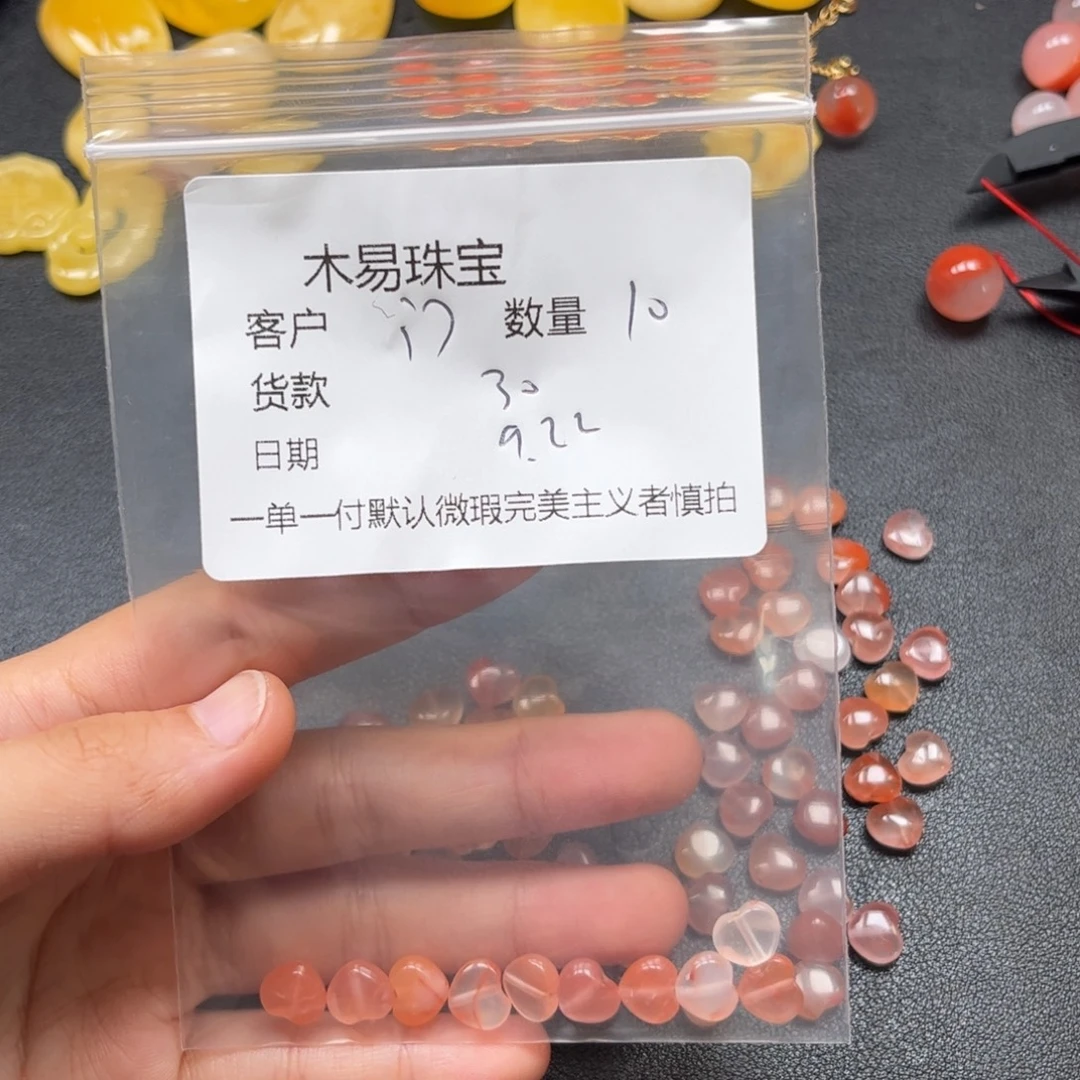 木易珠宝
客户 数量 10
货款 30
日期 9.22
一单一付默认微瑕完美主义者慎拍